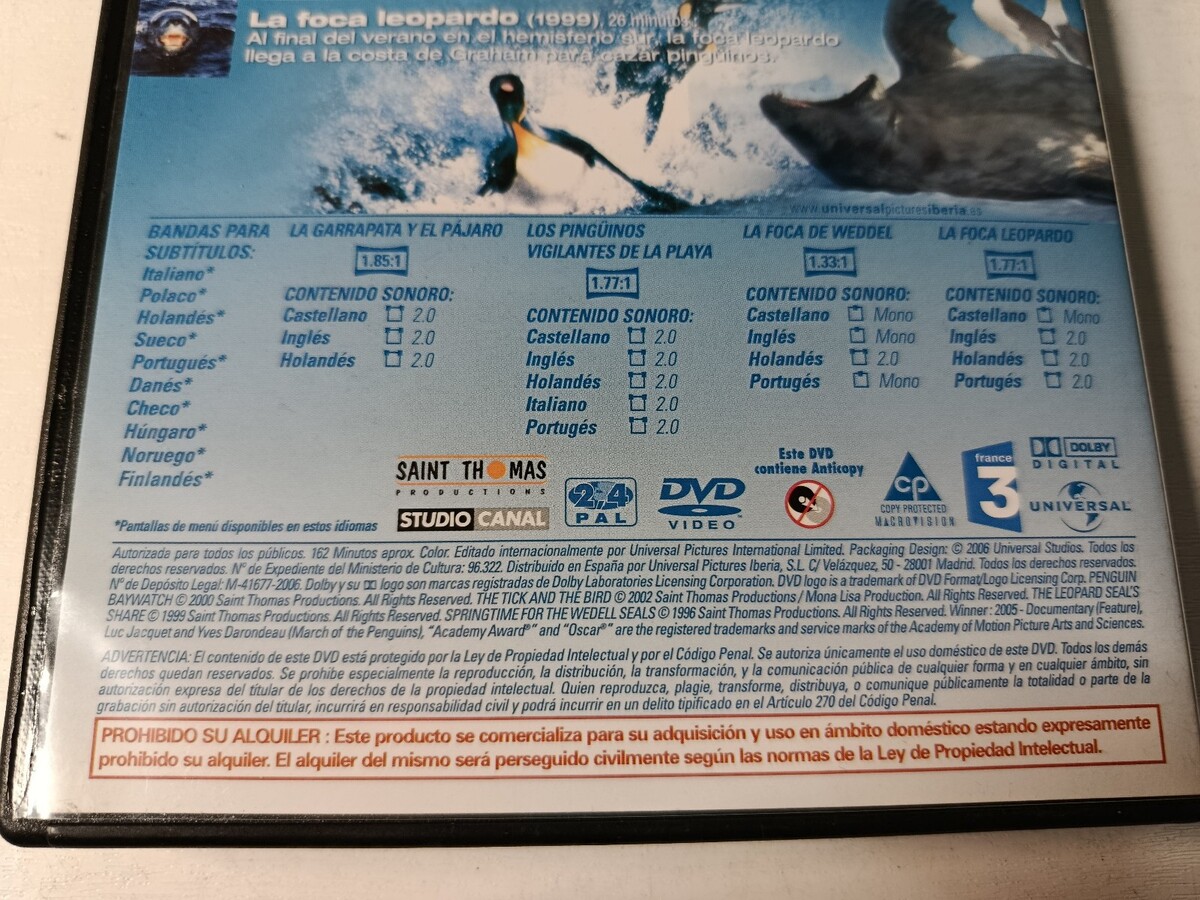 La foca leopardo (1999), 26 minutos.
Al final del verano en el hemisferio sur, la foca leopardo
llega a la costa de Graham para cazar pingüinos.
www.universalpicturesiberia.es
BANDAS PARA
SUBTÍTULOS:
Italiano*
Polaco*
Holandés*
Sueco*
Portugués*
Danés*
Checo*
Húngaro*
Noruego*
Finlandés*
*Pantallas de menú disponibles en estos idiomas
LA GARRAPATA Y EL PÁJARO
1.85:1
CONTENIDO SONORO:
Castellano 2.0
Inglés 2.0
Holandés 2.0
LOS PINGÜINOS
VIGILANTES DE LA PLAYA
1.77:1
CONTENIDO SONORO:
Castellano 2.0
Inglés 2.0
Holandés 2.0
Italiano 2.0
Portugés 2.0
LA FOCA DE WEDDEL
1.33:1
CONTENIDO SONORO:
Castellano Mono
Inglés Mono
Holandés 2.0
Portugés Mono
LA FOCA LEOPARDO
1.77:1
CONTENIDO SONORO:
Castellano Mono
Inglés 2.0
Holandés 2.0
Portugés 2.0
SAINT THOMAS
PRODUCTIONS
STUDIO CANAL
2,4
PAL
DVD
VIDEO
Este DVD
contiene Anticopy
CP
COPY PROTECTED
MACROVISION
france
3
DOLBY
DIGITAL
UNIVERSAL
Autorizada para todos los públicos. 162 Minutos aprox. Color. Editado internacionalmente por Universal Pictures International Limited. Packaging Design: © 2006 Universal Studios. Todos los
derechos reservados. Nº de Expediente del Ministerio de Cultura: 96.322. Distribuido en España por Universal Pictures Iberia, S.L. C/ Velázquez, 50 - 28001 Madrid. Todos los derechos reservados.
Nº de Depósito Legal: M-41677-2006. Dolby y su logo son marcas registradas de Dolby Laboratories Licensing Corporation. DVD logo is a trademark of DVD Format/Logo Licensing Corp. PENGUIN
BAYWATCH © 2000 Saint Thomas Productions. All Rights Reserved. THE TICK AND THE BIRD © 2002 Saint Thomas Productions / Mona Lisa Production. All Rights Reserved. THE LEOPARD SEAL'S
SHARE © 1999 Saint Thomas Productions. All Rights Reserved. SPRINGTIME FOR THE WEDELL SEALS © 1996 Saint Thomas Productions. All Rights Reserved. Winner : 2005 - Documentary (Feature),
Luc Jacquet and Yves Darondeau (March of the Penguins), "Academy Award®" and "Oscar®" are the registered trademarks and service marks of the Academy of Motion Picture Arts and Sciences.
ADVERTENCIA: El contenido de este DVD está protegido por la Ley de Propiedad Intelectual y por el Código Penal. Se autoriza únicamente el uso doméstico de este DVD. Todos los demás
derechos quedan reservados. Se prohíbe especialmente la reproducción, la distribución, la transformación, y la comunicación pública de cualquier forma y en cualquier ámbito, sin
autorización expresa del titular de los derechos de la propiedad intelectual. Quien reproduzca, plagie, transforme, distribuya, o comunique públicamente la totalidad o parte de la
grabación sin autorización del titular, incurrirá en responsabilidad civil y podrá incurrir en un delito tipificado en el Artículo 270 del Código Penal.
PROHIBIDO SU ALQUILER : Este producto se comercializa para su adquisición y uso en ámbito doméstico estando expresamente
prohibido su alquiler. El alquiler del mismo será perseguido civilmente según las normas de la Ley de Propiedad Intelectual.